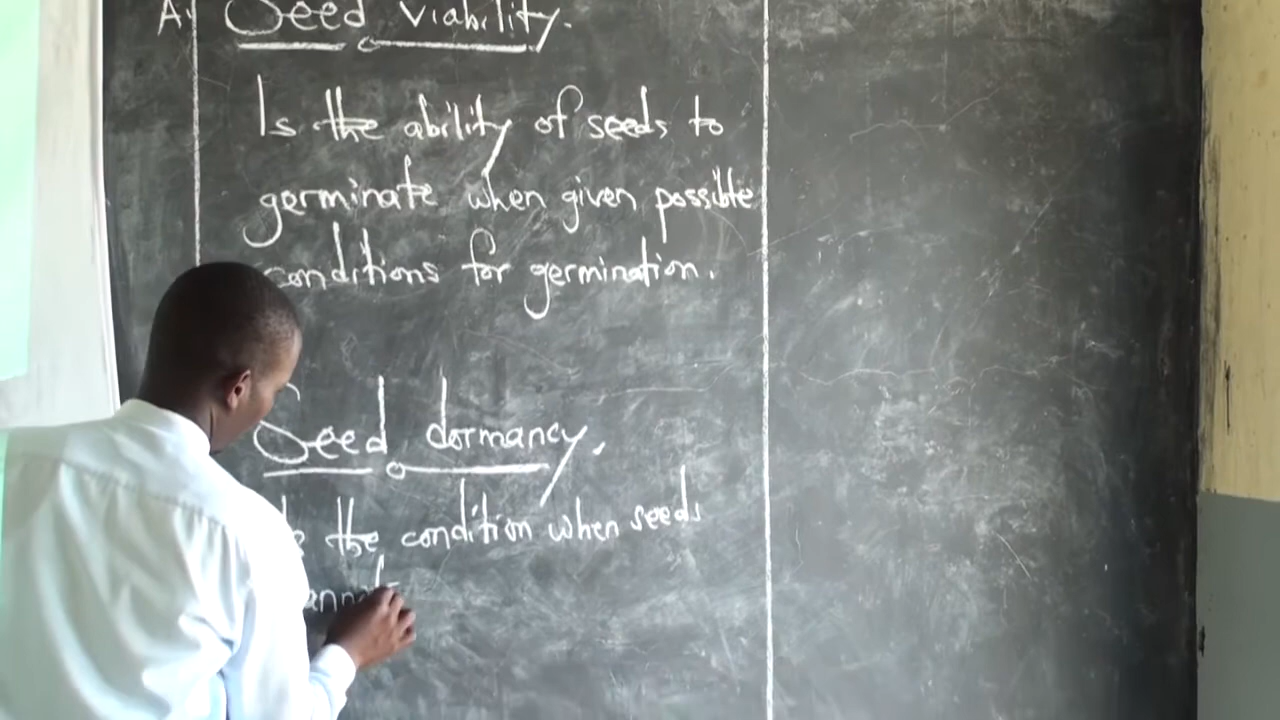 A) Seed viability.
Is the ability of seeds to
germinate when given possible
conditions for germination.
Seed dormancy.
the condition when seeds